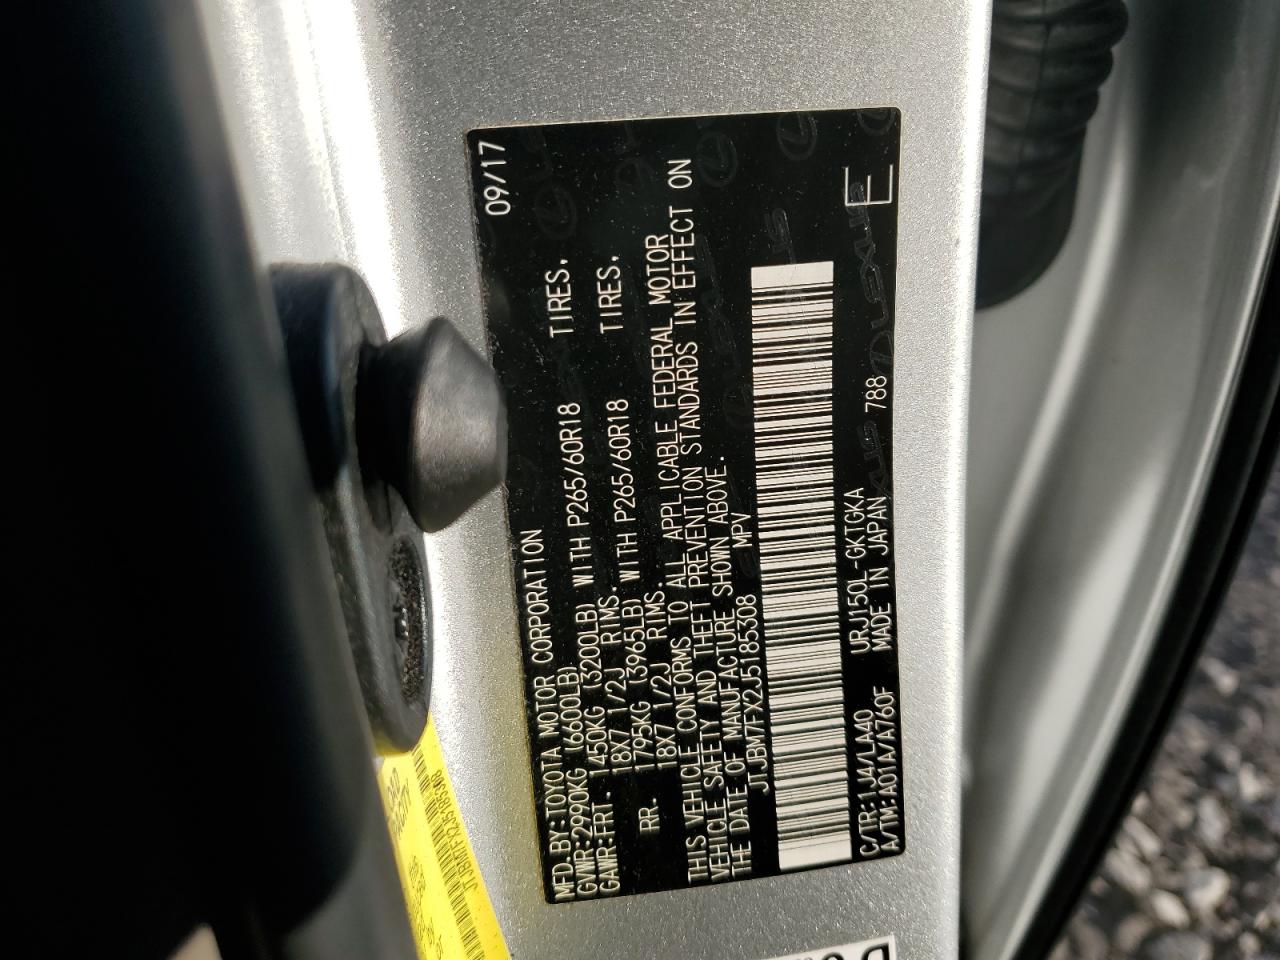 MFD.BY:TOYOTA MOTOR CORPORATION 09/17
GVWR:2990KG (6600LB)
GAWR:FRT. 1450KG (3200LB) WITH P265/60R18 TIRES.
18X7 1/2J RIMS.
RR. 1795KG (3965LB) WITH P265/60R18 TIRES.
18X7 1/2J RIMS.
THIS VEHICLE CONFORMS TO ALL APPLICABLE FEDERAL MOTOR
VEHICLE SAFETY AND THEFT PREVENTION STANDARDS IN EFFECT ON
THE DATE OF MANUFACTURE SHOWN ABOVE.
JTJBM7FX2J5185308 MPV
C/TR:1J4/LA40 URJ150L-GKTGKA
A/TM:A01A/A760F MADE IN JAPAN 788 E
LEXUS
JTJBM7FX2J5185308